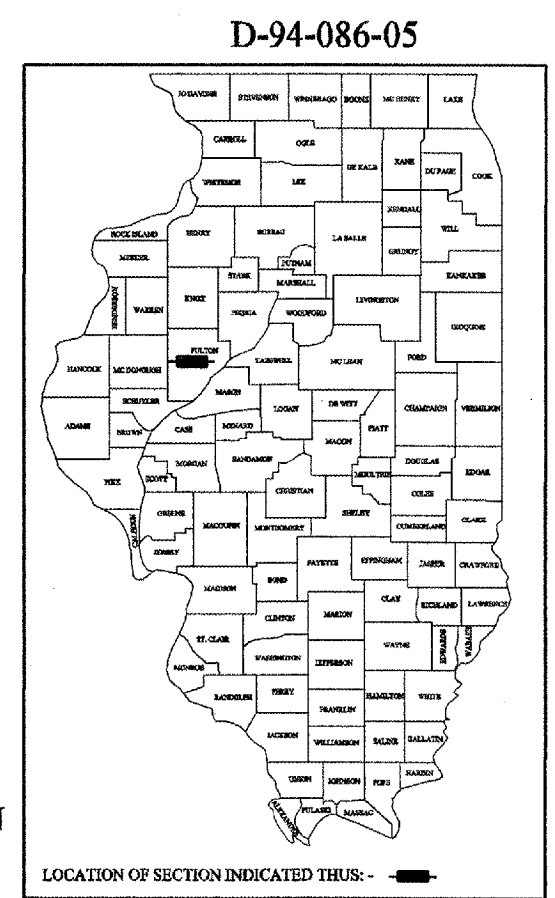 D-94-086-05
JO DAVIESS STEPHENSON WINNEBAGO BOONE MC HENRY LAKE
CARROLL OGLE
DE KALB KANE DU PAGE COOK
WHITESIDE LEE
KENDALL WILL
ROCK ISLAND HENRY BUREAU LA SALLE GRUNDY
MERCER PUTNAM
STARK MARSHALL KANKAKEE
HENDERSON WARREN KNOX PEORIA WOODFORD LIVINGSTON IROQUOIS
HANCOCK MC DONOUGH FULTON TAZEWELL MC LEAN FORD
MASON
SCHUYLER LOGAN DE WITT CHAMPAIGN VERMILION
ADAMS BROWN CASS MENARD PIATT
MACON
MORGAN SANGAMON DOUGLAS EDGAR
PIKE SCOTT CHRISTIAN MOULTRIE COLES
GREENE MACOUPIN MONTGOMERY SHELBY CUMBERLAND CLARK
CALHOUN JERSEY
FAYETTE EFFINGHAM JASPER CRAWFORD
MADISON BOND
CLAY RICHLAND LAWRENCE
CLINTON MARION
ST. CLAIR WAYNE EDWARDS WABASH
WASHINGTON JEFFERSON
MONROE
RANDOLPH PERRY HAMILTON WHITE
FRANKLIN
JACKSON WILLIAMSON SALINE GALLATIN
HARDIN
UNION JOHNSON POPE
ALEXANDER PULASKI MASSAC
LOCATION OF SECTION INDICATED THUS: -